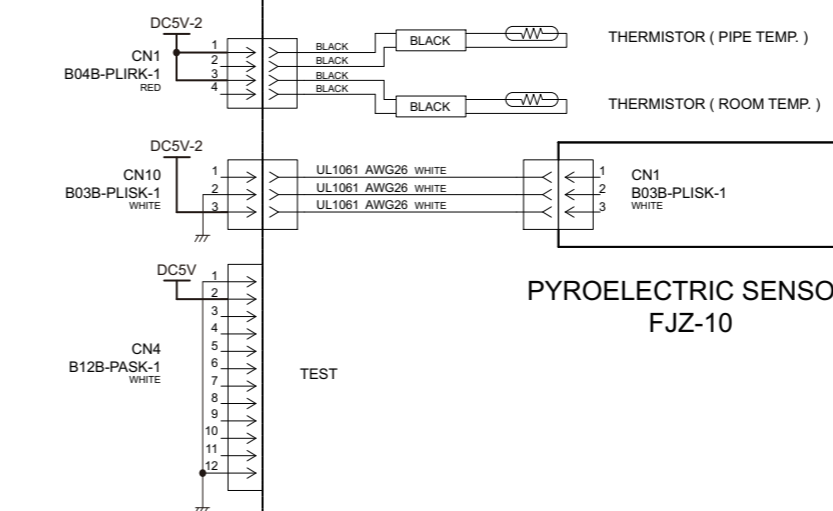 DC5V-2
CN1
B04B-PLIRK-1
RED
1
2
3
4
BLACK
BLACK
BLACK
BLACK
BLACK
BLACK
THERMISTOR ( PIPE TEMP. )
THERMISTOR ( ROOM TEMP. )
DC5V-2
CN10
B03B-PLISK-1
WHITE
1
2
3
UL1061 AWG26 WHITE
UL1061 AWG26 WHITE
UL1061 AWG26 WHITE
1
2
3
CN1
B03B-PLISK-1
WHITE
PYROELECTRIC SENSO
FJZ-10
DC5V
CN4
B12B-PASK-1
WHITE
1
2
3
4
5
6
7
8
9
10
11
12
TEST